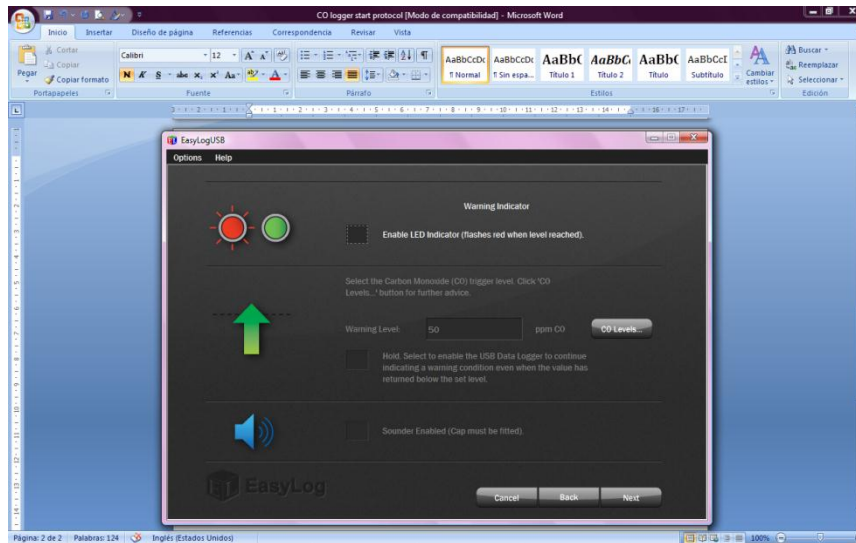 CO logger start protocol [Modo de compatibilidad] - Microsoft Word
Inicio Insertar Diseño de página Referencias Correspondencia Revisar Vista
Pegar
Cortar
Copiar
Copiar formato
Portapapeles
Calibri 12
N K S abe x₂ x² Aa
Fuente
Párrafo
AaBbCcDc AaBbCcDc AaBbC AaBbCc AaBbC AaBbCcI
¶ Normal ¶ Sin espa... Título 1 Título 2 Título Subtítulo
Cambiar estilos
Estilos
Buscar
Reemplazar
Seleccionar
Edición
EasyLogUSB
Options Help
Warning Indicator
Enable LED Indicator (flashes red when level reached).
Select the Carbon Monoxide (CO) trigger level. Click 'CO
Levels...' button for further advice.
Warning Level: 50 ppm CO CO Levels...
Hold. Select to enable the USB Data Logger to continue
indicating a warning condition even when the value has
returned below the set level.
Sounder Enabled (Cap must be fitted).
EasyLog
Cancel Back Next
Página: 2 de 2 Palabras: 124 Inglés (Estados Unidos) 100%